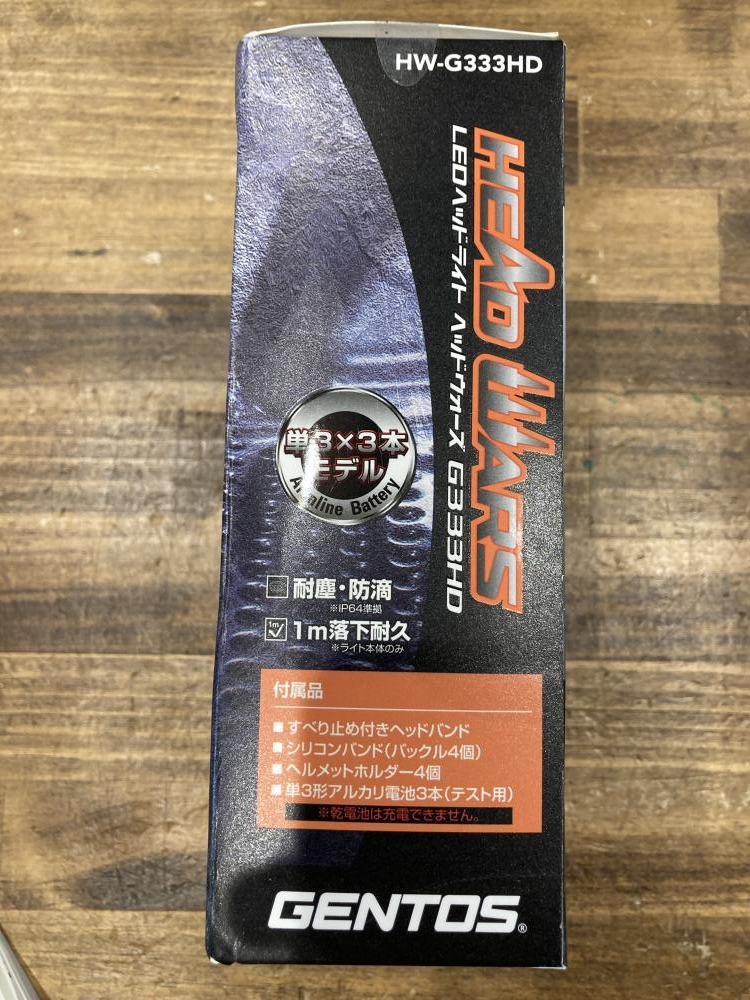 HW-G333HD
HEAD WARS
LEDヘッドライト ヘッドウォーズ G333HD
単3×3本
モデル
Alkaline Battery
耐塵・防滴
※IP64準拠
1m
1m落下耐久
※ライト本体のみ
付属品
■すべり止め付きヘッドバンド
■シリコンバンド(バックル4個)
■ヘルメットホルダー4個
■単3形アルカリ電池3本(テスト用)
※乾電池は充電できません。
GENTOS®